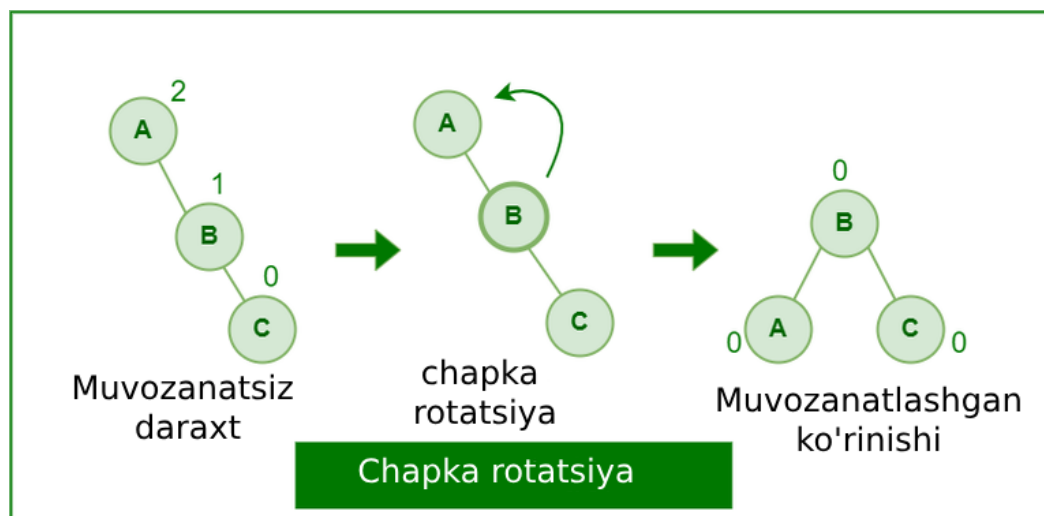 2
A
1
B
0
C
Muvozanatsiz
daraxt
A
B
C
chapka
rotatsiya
0
B
0
A
C
0
Muvozanatlashgan
ko'rinishi
Chapka rotatsiya